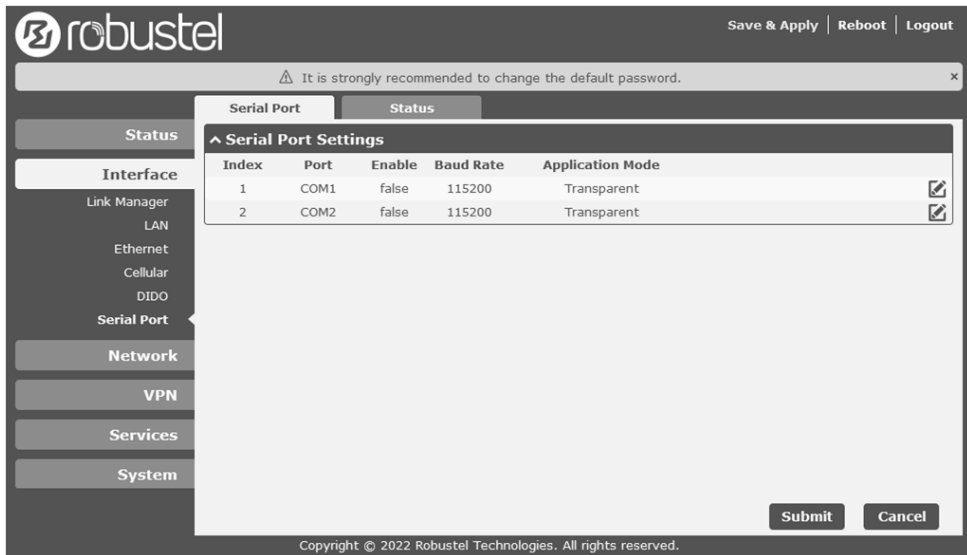 robustel
Save & Apply | Reboot | Logout
⚠ It is strongly recommended to change the default password. ×
Serial Port Status
Status
Interface
Link Manager
LAN
Ethernet
Cellular
DIDO
Serial Port
Network
VPN
Services
System
Serial Port Settings
Index Port Enable Baud Rate Application Mode
1 COM1 false 115200 Transparent
2 COM2 false 115200 Transparent
Submit Cancel
Copyright © 2022 Robustel Technologies. All rights reserved.